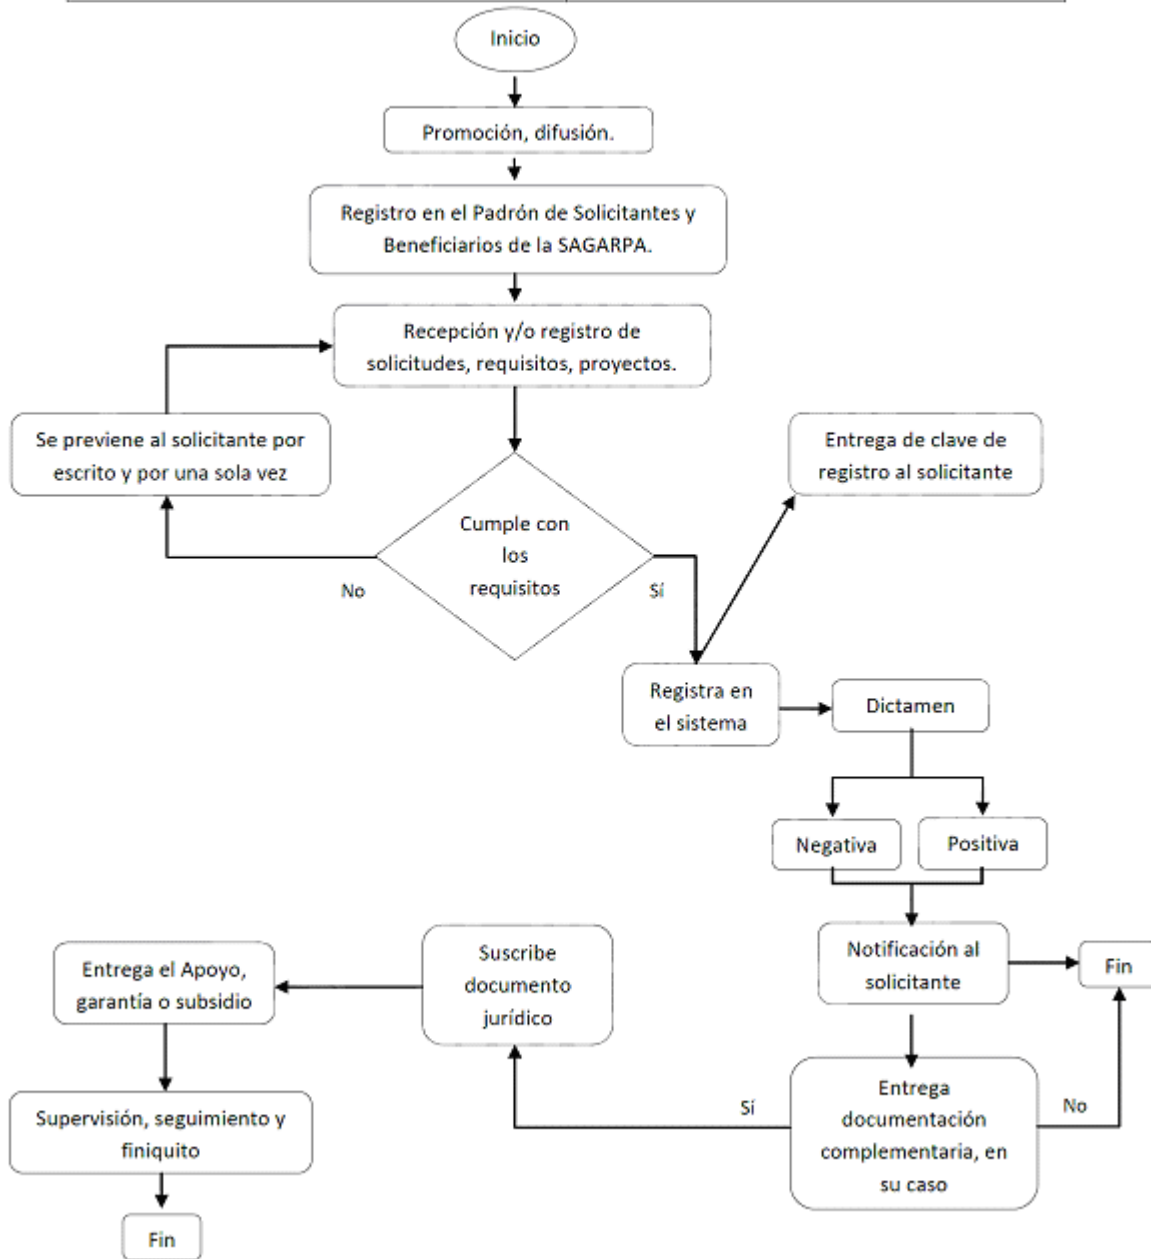 Inicio
Promoción, difusión.
Registro en el Padrón de Solicitantes y
Beneficiarios de la SAGARPA.
Recepción y/o registro de
solicitudes, requisitos, proyectos.
Se previene al solicitante por
escrito y por una sola vez
Entrega de clave de
registro al solicitante
Cumple con
los
requisitos
No
Sí
Registra en
el sistema
Dictamen
Negativa
Positiva
Notificación al
solicitante
Fin
Suscribe
documento
jurídico
Entrega el Apoyo,
garantía o subsidio
Entrega
documentación
complementaria, en
su caso
Sí
No
Supervisión, seguimiento y
finiquito
Fin